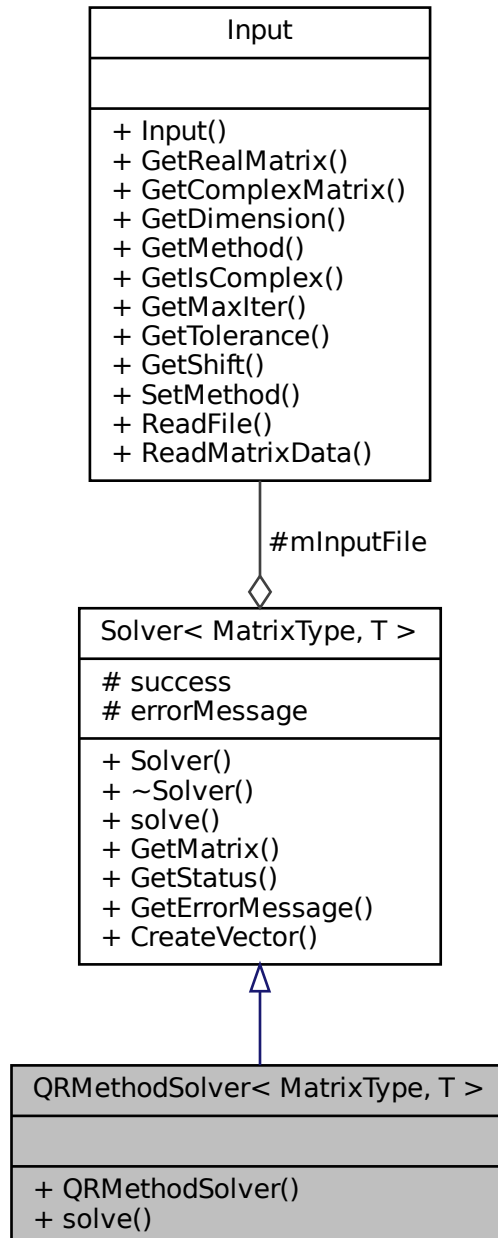 Input
+ Input()
+ GetRealMatrix()
+ GetComplexMatrix()
+ GetDimension()
+ GetMethod()
+ GetIsComplex()
+ GetMaxIter()
+ GetTolerance()
+ GetShift()
+ SetMethod()
+ ReadFile()
+ ReadMatrixData()
#mInputFile
Solver< MatrixType, T >
# success
# errorMessage
+ Solver()
+ ~Solver()
+ solve()
+ GetMatrix()
+ GetStatus()
+ GetErrorMessage()
+ CreateVector()
QRMethodSolver< MatrixType, T >
+ QRMethodSolver()
+ solve()